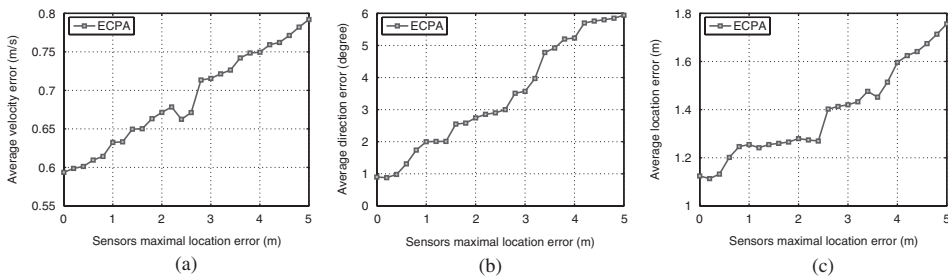 Average velocity error (m/s)
0.8
0.75
0.7
0.65
0.6
0.55
ECPA
0 1 2 3 4 5
Sensors maximal location error (m)
(a)
Average direction error (degree)
6
5
4
3
2
1
0
ECPA
0 1 2 3 4 5
Sensors maximal location error (m)
(b)
Average location error (m)
1.8
1.6
1.4
1.2
1
ECPA
0 1 2 3 4 5
Sensors maximal location error (m)
(c)